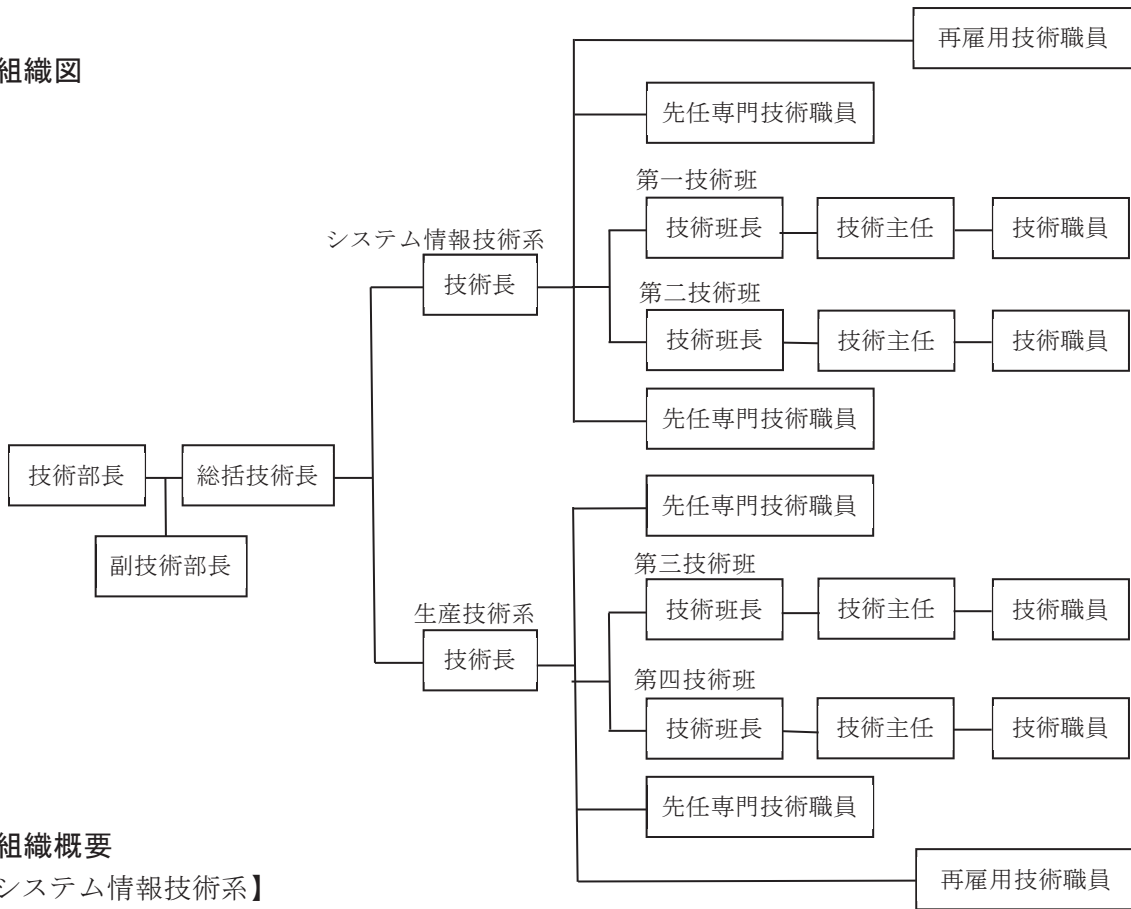 組織図
再雇用技術職員
先任専門技術職員
第一技術班
技術班長
技術主任
技術職員
システム情報技術系
技術長
第二技術班
技術班長
技術主任
技術職員
先任専門技術職員
技術部長
総括技術長
副技術部長
先任専門技術職員
第三技術班
技術班長
技術主任
技術職員
生産技術系
技術長
第四技術班
技術班長
技術主任
技術職員
先任専門技術職員
再雇用技術職員
組織概要
システム情報技術系】